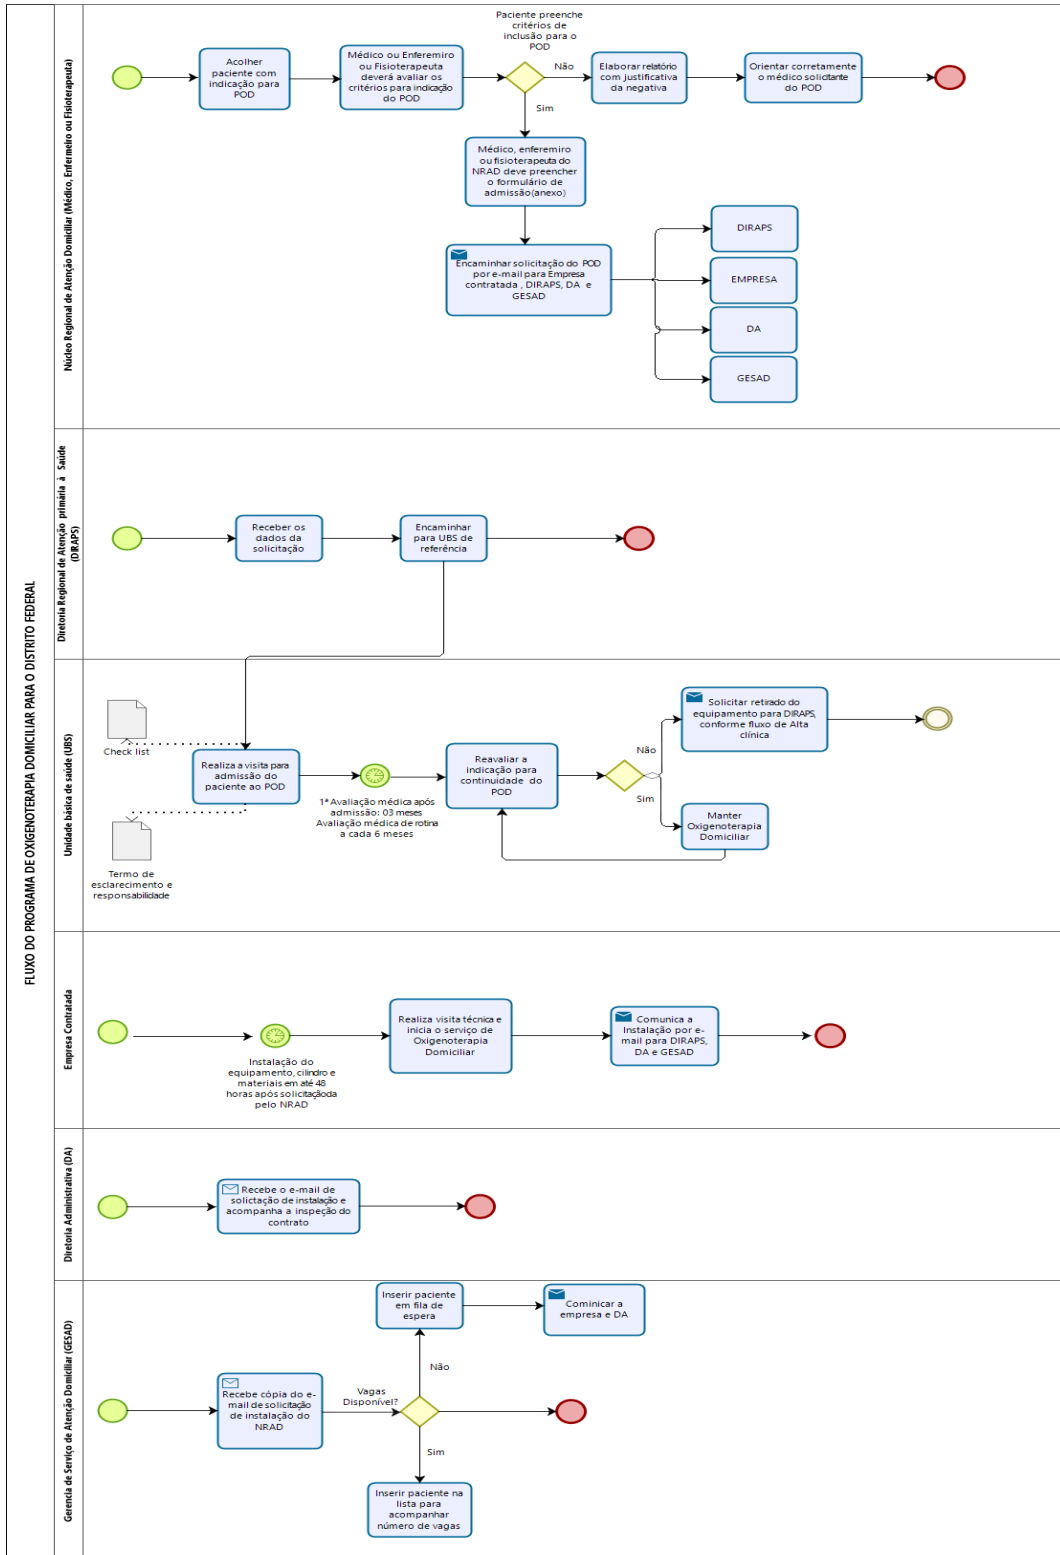 FLUXO DO PROGRAMA DE OXIGENOTERAPIA DOMICILIAR PARA O DISTRITO FEDERAL
Núcleo Regional de Atenção Domiciliar (Médico, Enfermeiro ou Fisioterapeuta)
Acolher
paciente com
indicação para
POD
Médico ou Enferemiro
ou Fisioterapeuta
deverá avaliar os
critérios para indicação
do POD
Paciente preenche
critérios de
inclusão para o
POD
Não
Elaborar relatório
com justificativa
da negativa
Orientar corretamente
o médico solicitante
do POD
Sim
Médico, enferemiro
ou fisioterapeuta do
NRAD deve preencher
o formulário de
admissão(anexo)
Encaminhar solicitação do POD
por e-mail para Empresa
contratada , DIRAPS, DA e
GESAD
DIRAPS
EMPRESA
DA
GESAD
Diretoria Regional de Atenção primária à Saúde
(DIRAPS)
Receber os
dados da
solicitação
Encaminhar
para UBS de
referência
Unidade básica de saúde (UBS)
Check list
Realiza a visita para
admissão do
paciente ao POD
Termo de
esclarecimento e
responsabilidade
1ª Avaliação médica após
admissão: 03 meses
Avaliação médica de rotina
a cada 6 meses
Reavaliar a
indicação para
continuidade do
POD
Não
Sim
Solicitar retirado do
equipamento para DIRAPS,
conforme fluxo de Alta
clínica
Manter
Oxigenoterapia
Domiciliar
Empresa Contratada
Instalação do
equipamento, cilindro e
materiais em até 48
horas após solicitaçãoda
pelo NRAD
Realiza visita técnica e
inicia o serviço de
Oxigenoterapia
Domiciliar
Comunica a
Instalação por e-
mail para DIRAPS,
DA e GESAD
Diretoria Administrativa (DA)
Recebe o e-mail de
solictação de instalação e
acompanha a inspeção do
contrato
Gerencia de Serviço de Atenção Domiciliar (GESAD)
Recebe cópia do e-
mail de solicitação
de instalação do
NRAD
Vagas
Disponível?
Não
Inserir paciente
em fila de
espera
Cominicar a
empresa e DA
Sim
Inserir paciente na
lista para
acompanhar
número de vagas